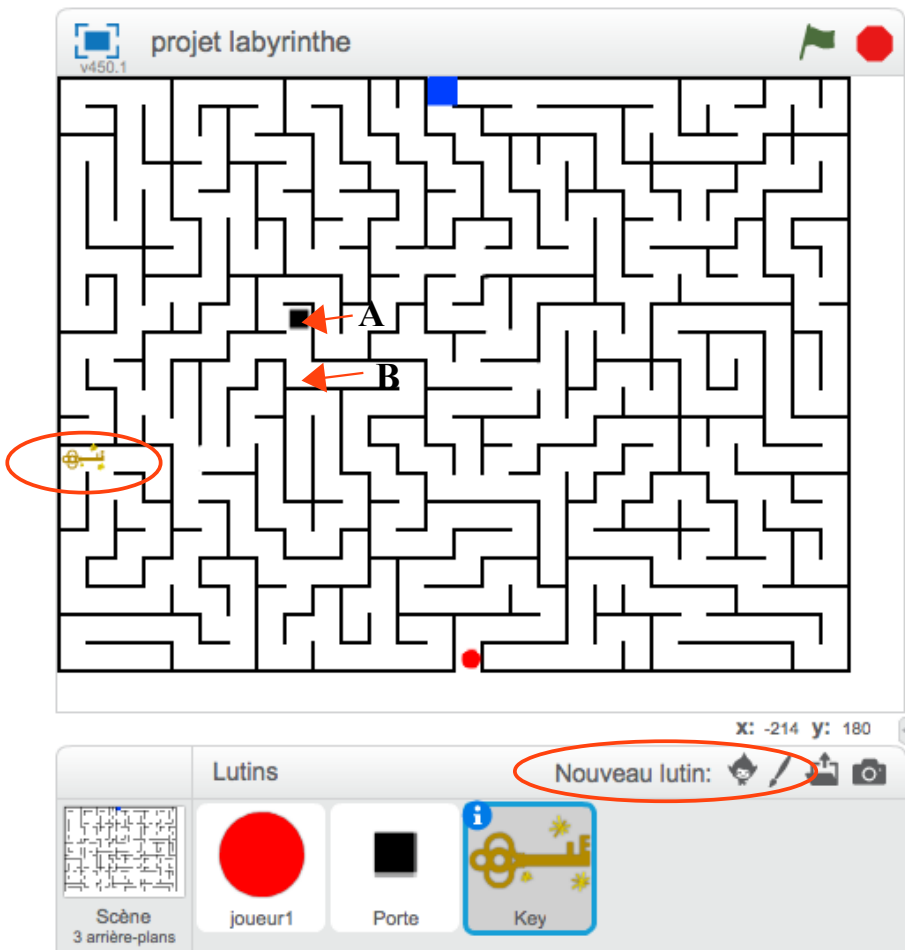 projet labyrinthe
v450.1
A
B
x: -214 y: 180
Lutins
Nouveau lutin:
i
Scène
3 arrière-plans
joueur1
Porte
Key